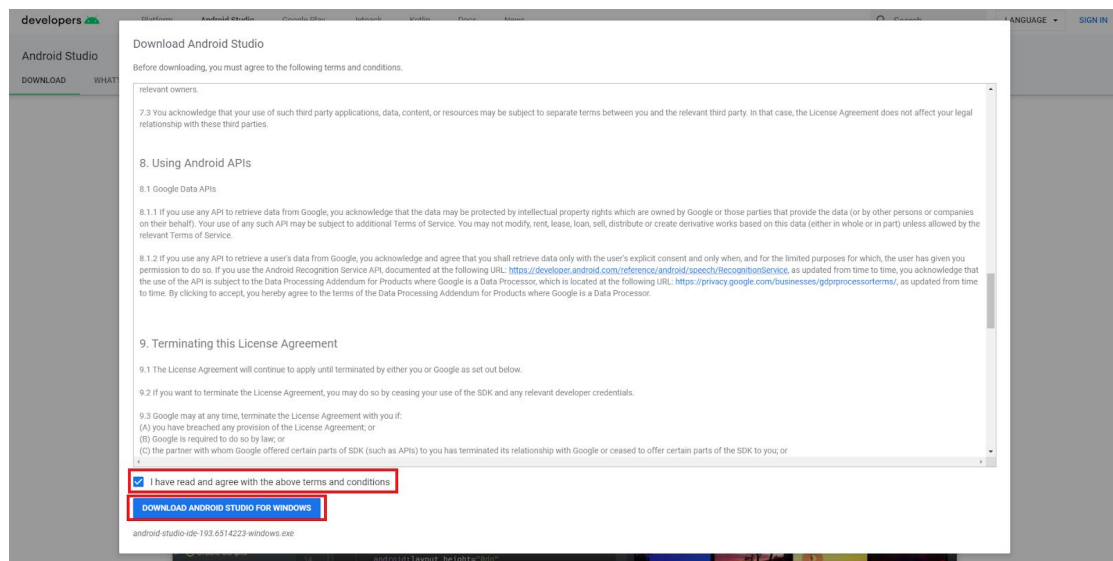 developers
Platform Android Studio Google Play Jetpack Kotlin Docs News
Search
LANGUAGE
SIGN IN
Android Studio
DOWNLOAD WHAT'
Download Android Studio
Before downloading, you must agree to the following terms and conditions.
relevant owners.
7.3 You acknowledge that your use of such third party applications, data, content, or resources may be subject to separate terms between you and the relevant third party. In that case, the License Agreement does not affect your legal
relationship with these third parties.
8. Using Android APIs
8.1 Google Data APIs
8.1.1 If you use any API to retrieve data from Google, you acknowledge that the data may be protected by intellectual property rights which are owned by Google or those parties that provide the data (or by other persons or companies
on their behalf). Your use of any such API may be subject to additional Terms of Service. You may not modify, rent, lease, loan, sell, distribute or create derivative works based on this data (either in whole or in part) unless allowed by the
relevant Terms of Service.
8.1.2 If you use any API to retrieve a user's data from Google, you acknowledge and agree that you shall retrieve data only with the user's explicit consent and only when, and for the limited purposes for which, the user has given you
permission to do so. If you use the Android Recognition Service API, documented at the following URL: https://developer.android.com/reference/android/speech/RecognitionService, as updated from time to time, you acknowledge that
the use of the API is subject to the Data Processing Addendum for Products where Google is a Data Processor, which is located at the following URL: https://privacy.google.com/businesses/gdprprocessorterms/, as updated from time
to time. By clicking to accept, you hereby agree to the terms of the Data Processing Addendum for Products where Google is a Data Processor.
9. Terminating this License Agreement
9.1 The License Agreement will continue to apply until terminated by either you or Google as set out below.
9.2 If you want to terminate the License Agreement, you may do so by ceasing your use of the SDK and any relevant developer credentials.
9.3 Google may at any time, terminate the License Agreement with you if:
(A) you have breached any provision of the License Agreement; or
(B) Google is required to do so by law; or
(C) the partner with whom Google offered certain parts of SDK (such as APIs) to you has terminated its relationship with Google or ceased to offer certain parts of the SDK to you; or
I have read and agree with the above terms and conditions
DOWNLOAD ANDROID STUDIO FOR WINDOWS
android-studio-ide-193.6514223-windows.exe
android:layout_height="0dp"